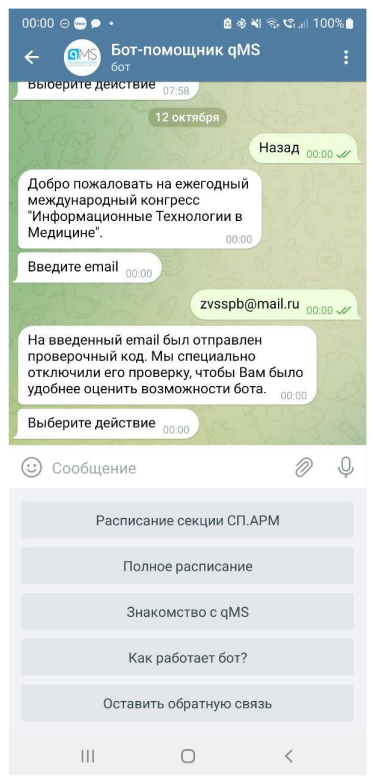 00:00
100%
qMS
Бот-помощник qMS
бот
Выберите действие 07:58
12 октября
Назад 00:00
Добро пожаловать на ежегодный
международный конгресс
"Информационные Технологии в
Медицине". 00:00
Введите email 00:00
zvsspb@mail.ru 00:00
На введенный email был отправлен
проверочный код. Мы специально
отключили его проверку, чтобы Вам было
удобнее оценить возможности бота. 00:00
Выберите действие 00:00
Сообщение
Расписание секции СП.АРМ
Полное расписание
Знакомство с qMS
Как работает бот?
Оставить обратную связь